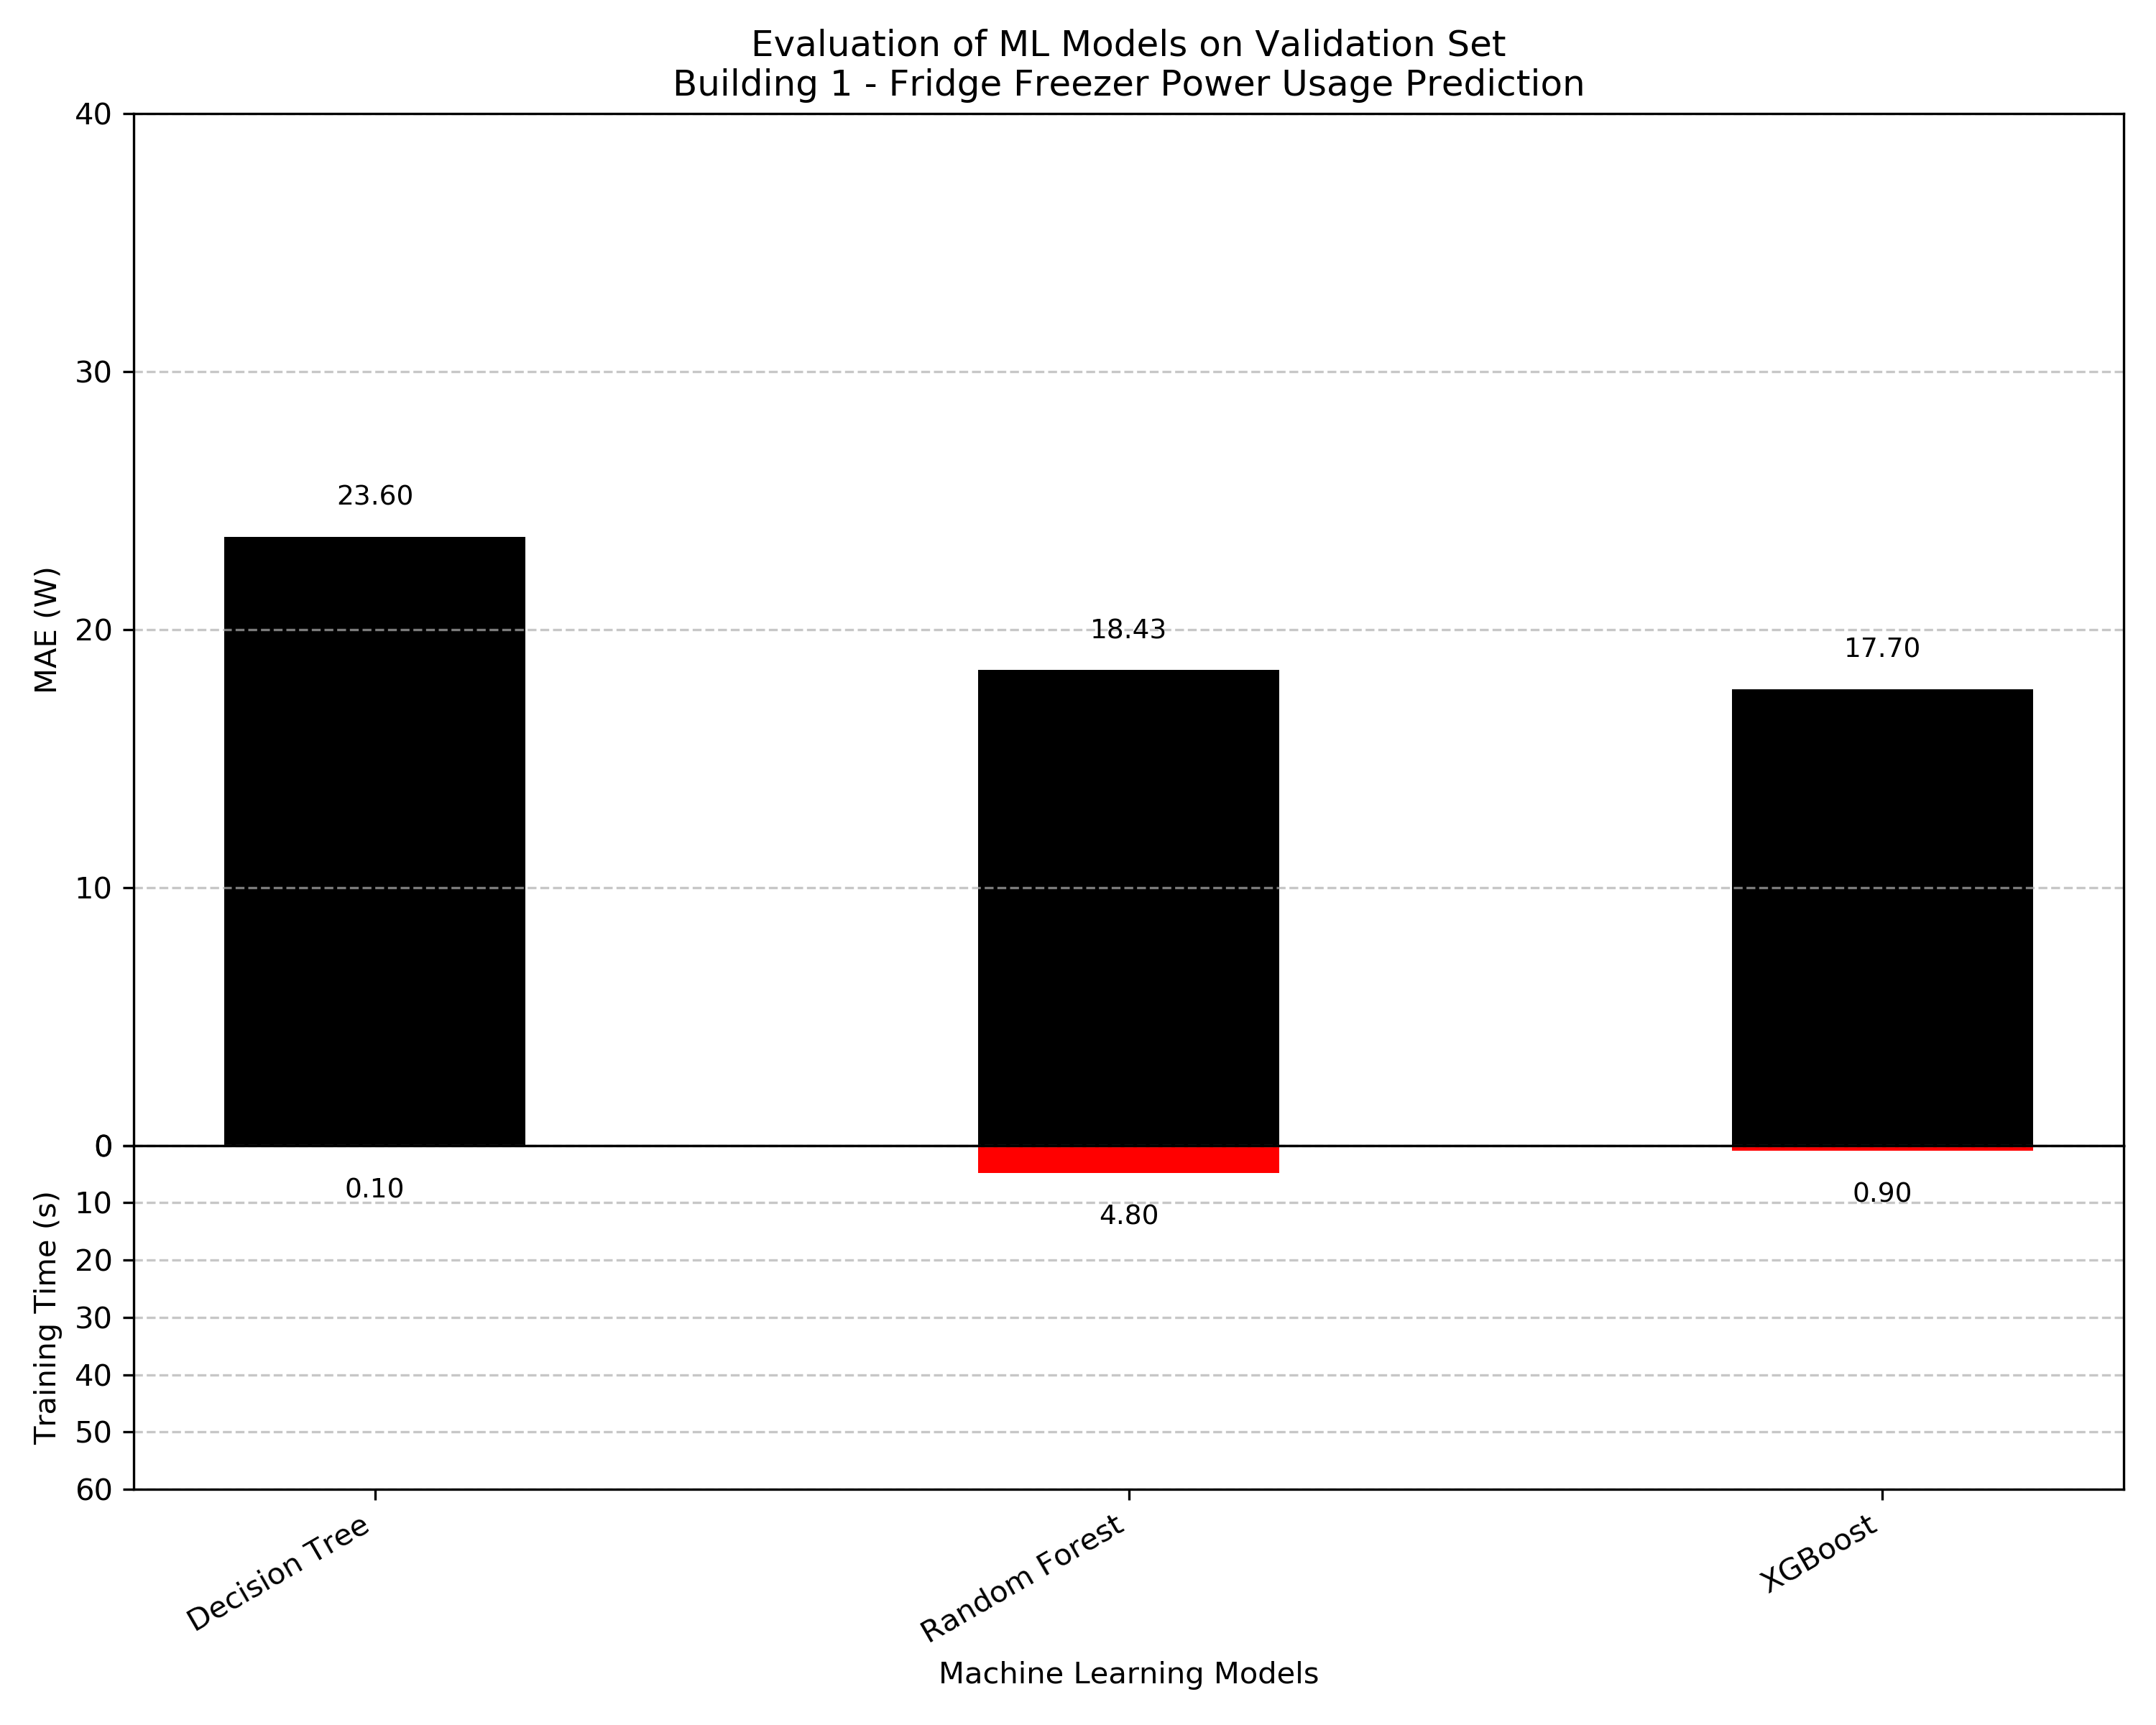 Evaluation of ML Models on Validation Set
Building 1 - Fridge Freezer Power Usage Prediction
MAE (W)
40
30
20
10
0
23.60
18.43
17.70
Training Time (s)
10
20
30
40
50
60
0.10
4.80
0.90
Decision Tree
Random Forest
XGBoost
Machine Learning Models